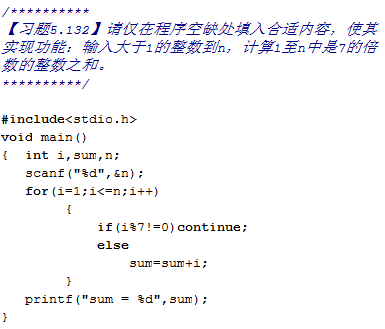 /**********
【习题5.132】请仅在程序空缺处填入合适内容，使其
实现功能：输入大于1的整数到n，计算1至n中是7的倍
数的整数之和。
**********/
#include<stdio.h>
void main()
{  int i,sum,n;
scanf("%d",&n);
for(i=1;i<=n;i++)
{
if(i%7!=0)continue;
else
sum=sum+i;
}
printf("sum = %d",sum);
}